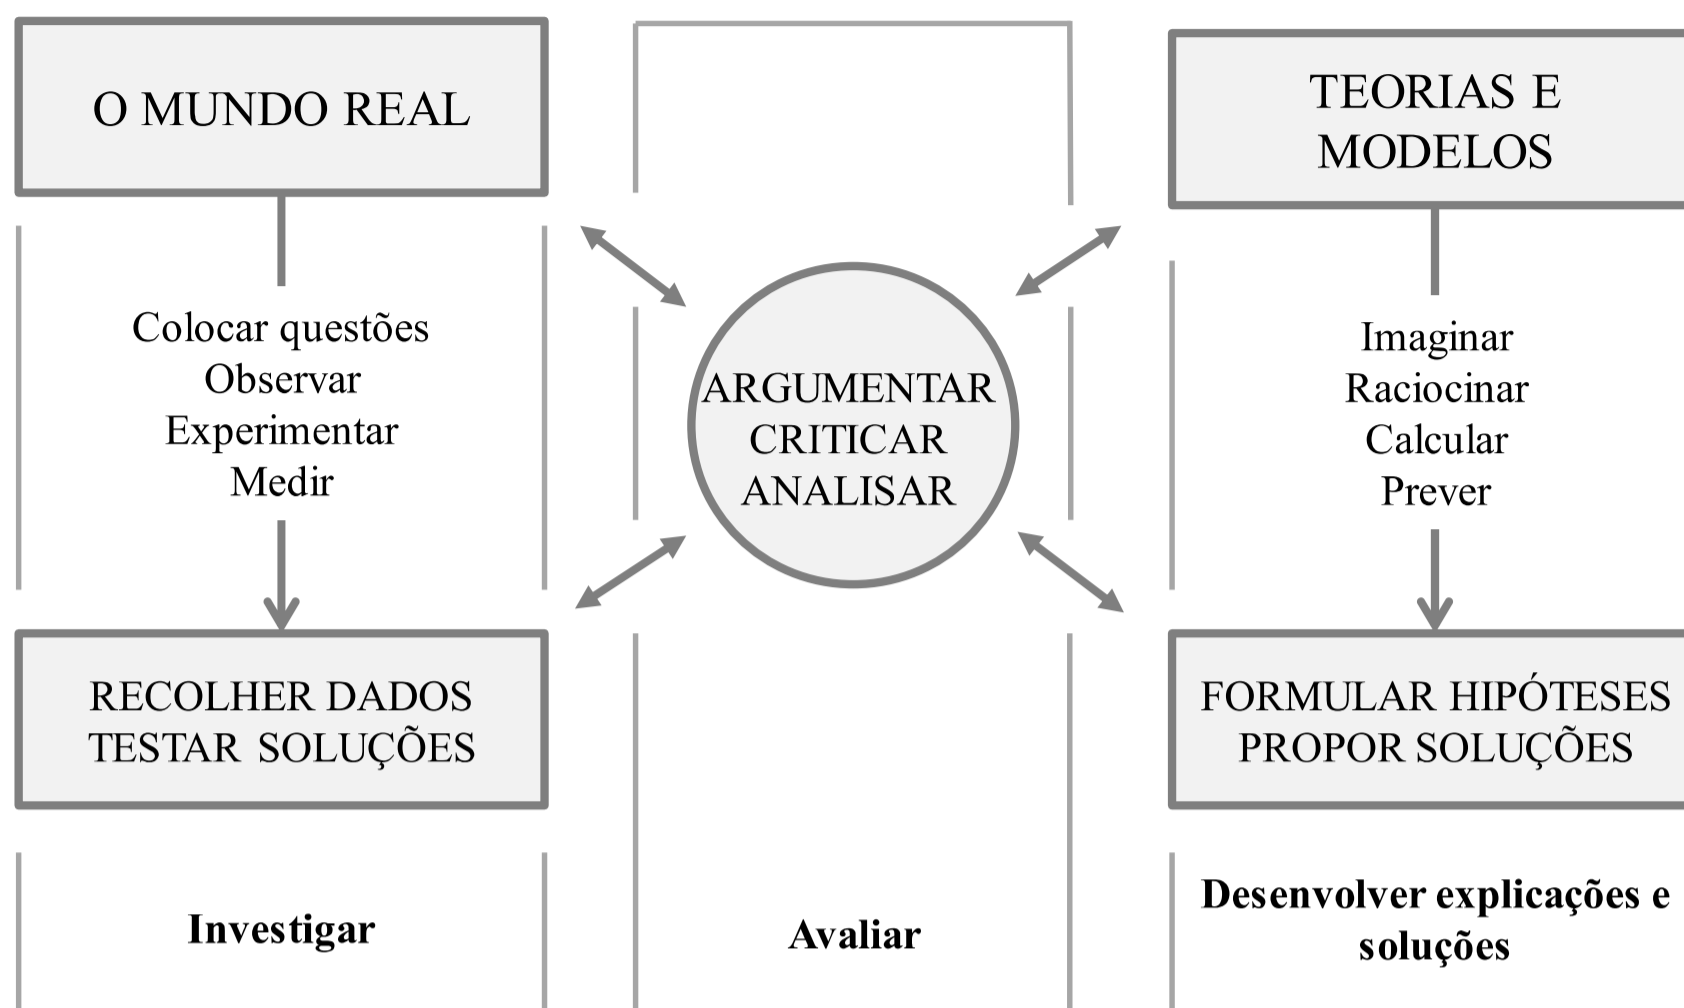 O MUNDO REAL
Colocar questões
Observar
Experimentar
Medir
RECOLHER DADOS
TESTAR SOLUÇÕES
Investigar
ARGUMENTAR
CRITICAR
ANALISAR
Avaliar
TEORIAS E
MODELOS
Imaginar
Raciocinar
Calcular
Prever
FORMULAR HIPÓTESES
PROPOR SOLUÇÕES
Desenvolver explicações e
soluções